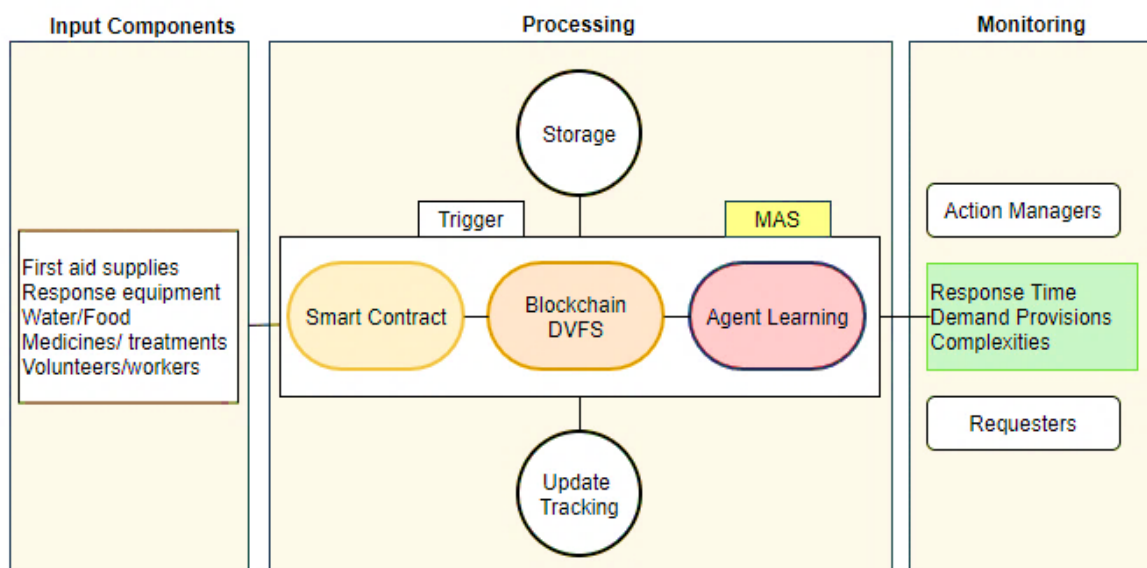 Input Components
Processing
Monitoring
Storage
Trigger
MAS
Action Managers
First aid supplies
Response equipment
Water/Food
Medicines/ treatments
Volunteers/workers
Smart Contract
Blockchain
DVFS
Agent Learning
Response Time
Demand Provisions
Complexities
Requesters
Update
Tracking